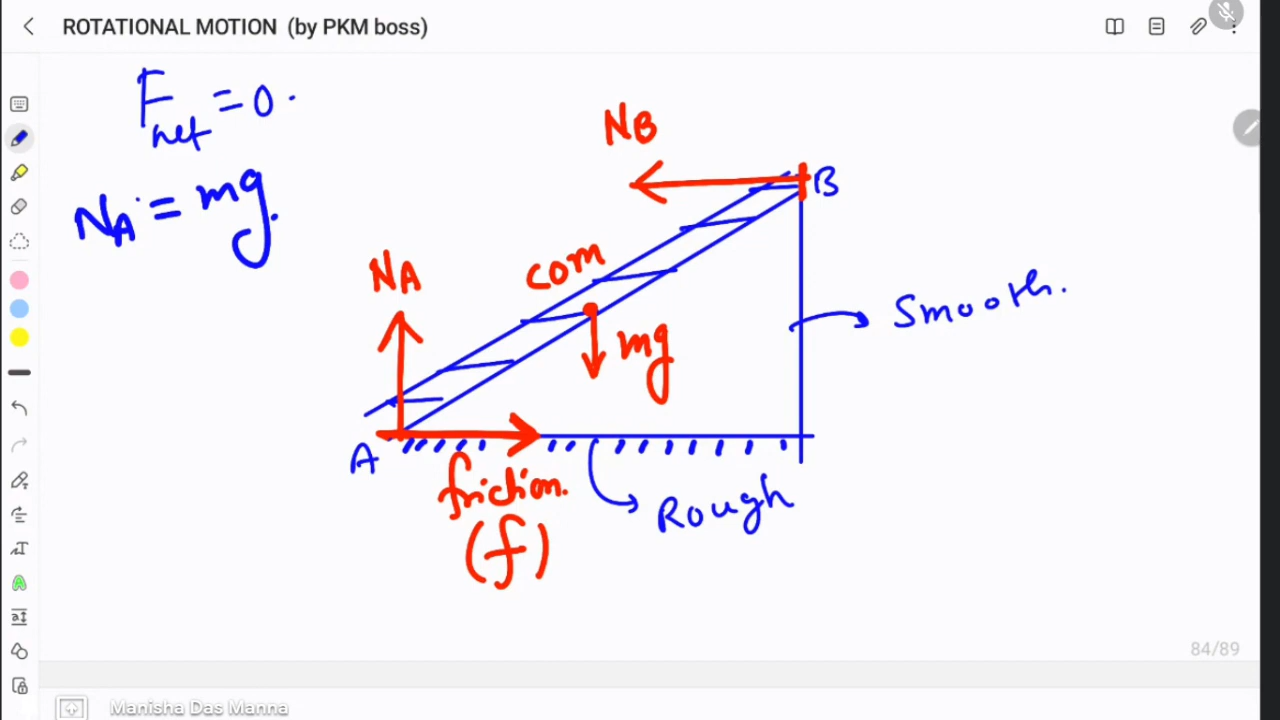 ROTATIONAL MOTION (by PKM boss)
Fnet = 0.
NA = mg.
NB
B
com
NA
mg
Smooth.
A
friction.
(f)
Rough
84/89
Manisha Das Manna